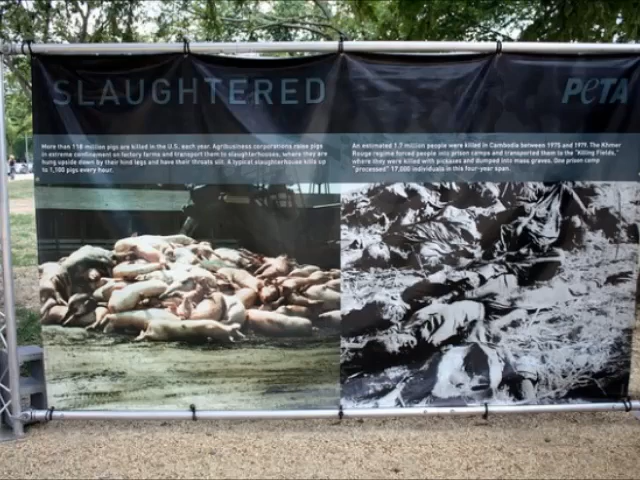 SLAUGHTERED
PETA
More than 116 million pigs are killed in the U.S. each year. Agribusiness corporations raise pigs
in extreme confinement on factory farms and transport them to slaughterhouses, where they are
hung upside down by their hind legs and have their throats slit. A typical slaughterhouse kills up
to 1,100 pigs every hour.
An estimated 1.7 million people were killed in Cambodia between 1975 and 1979. The Khmer
Rouge regime forced people into prison camps and transported them to the "Killing Fields,"
where they were killed with pickaxes and dumped into mass graves. One prison camp
"processed" 17,000 individuals in this four-year span.